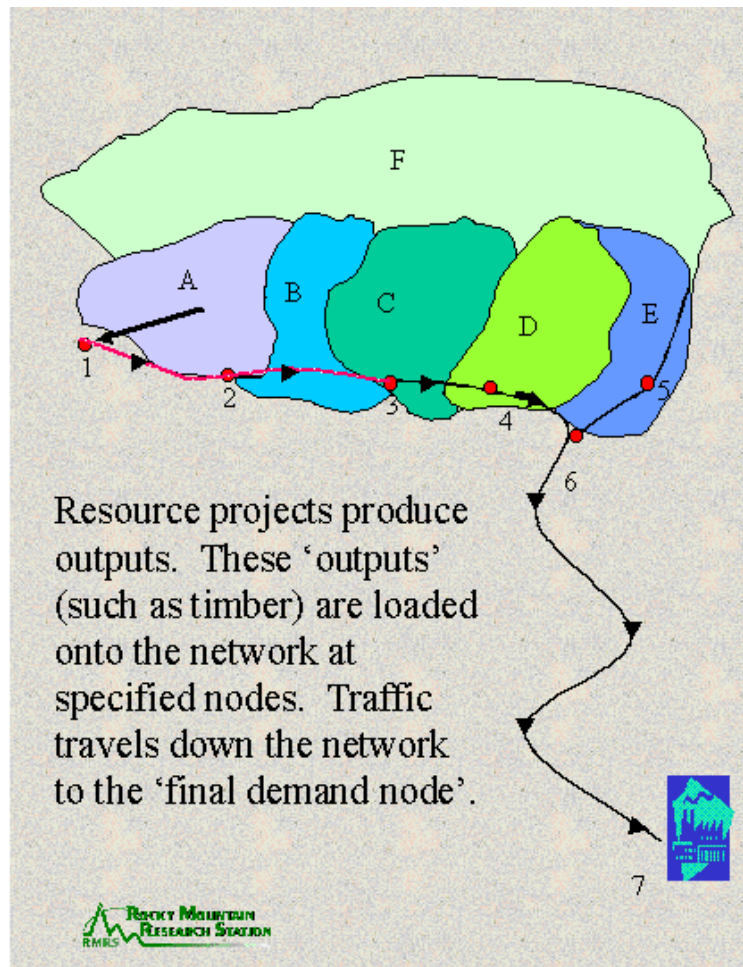 F
A
B
C
D
E
1
2
3
4
5
6
Resource projects produce
outputs.  These ‘outputs’
(such as timber) are loaded
onto the network at
specified nodes.  Traffic
travels down the network
to the ‘final demand node’.
7
ROCKY MOUNTAIN
RESEARCH STATION
RMRS